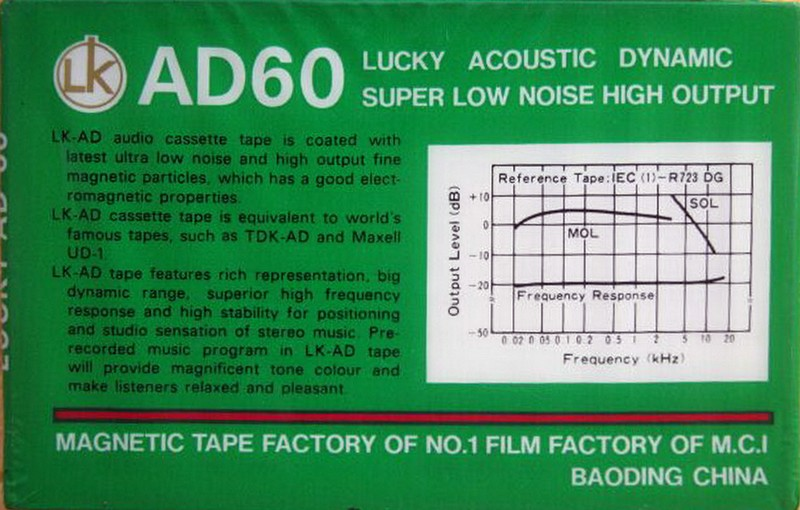 LK AD60
LUCKY ACOUSTIC DYNAMIC
SUPER LOW NOISE HIGH OUTPUT
LK-AD audio cassette tape is coated with
latest ultra low noise and high output fine
magnetic particles, which has a good elect-
romagnetic properties.
LK-AD cassette tape is equivalent to world's
famous tapes, such as TDK-AD and Maxell
UD-1.
LK-AD tape features rich representation, big
dynamic range, superior high frequency
response and high stability for positioning
and studio sensation of stereo music. Pre-
recorded music program in LK-AD tape
will provide magnificent tone colour and
make listeners relaxed and pleasant.
Reference Tape:IEC (I)-R723 DG
Output Level (dB)
+10
0
-10
-20
-50
SOL
MOL
Frequency Response
0.02 0.05 0.1 0.2 0.5 1 2 5 10 20
Frequency (kHz)
MAGNETIC TAPE FACTORY OF NO.1 FILM FACTORY OF M.C.I
BAODING CHINA